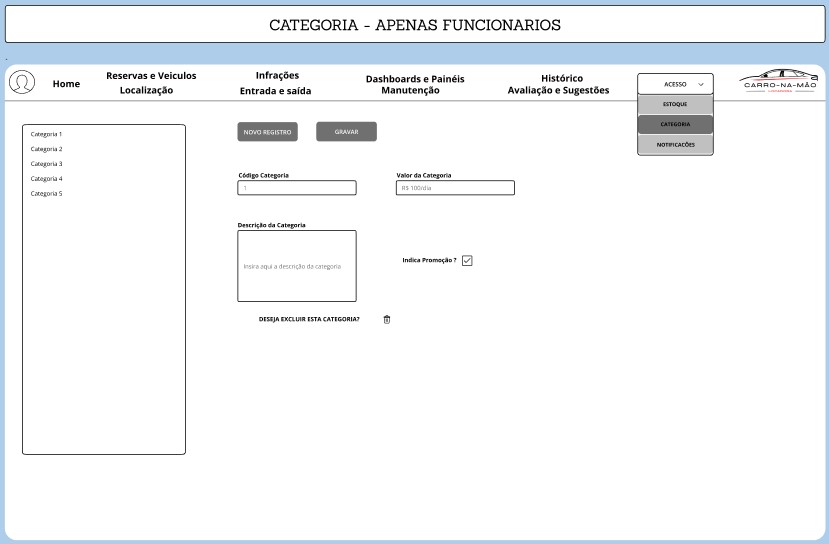 CATEGORIA - APENAS FUNCIONARIOS
Home
Reservas e Veiculos
Localização
Infrações
Entrada e saída
Dashboards e Painéis
Manutenção
Histórico
Avaliação e Sugestões
ACESSO
ESTOQUE
CATEGORIA
NOTIFICACÕES
CARRO-NA-MÃO
Categoria 1
Categoria 2
Categoria 3
Categoria 4
Categoria 5
NOVO REGISTRO
GRAVAR
Código Categoria
1
Valor da Categoria
R$ 100/dia
Descrição da Categoria
Insira aqui a descrição da categoria
Indica Promoção ?
DESEJA EXCLUIR ESTA CATEGORIA?